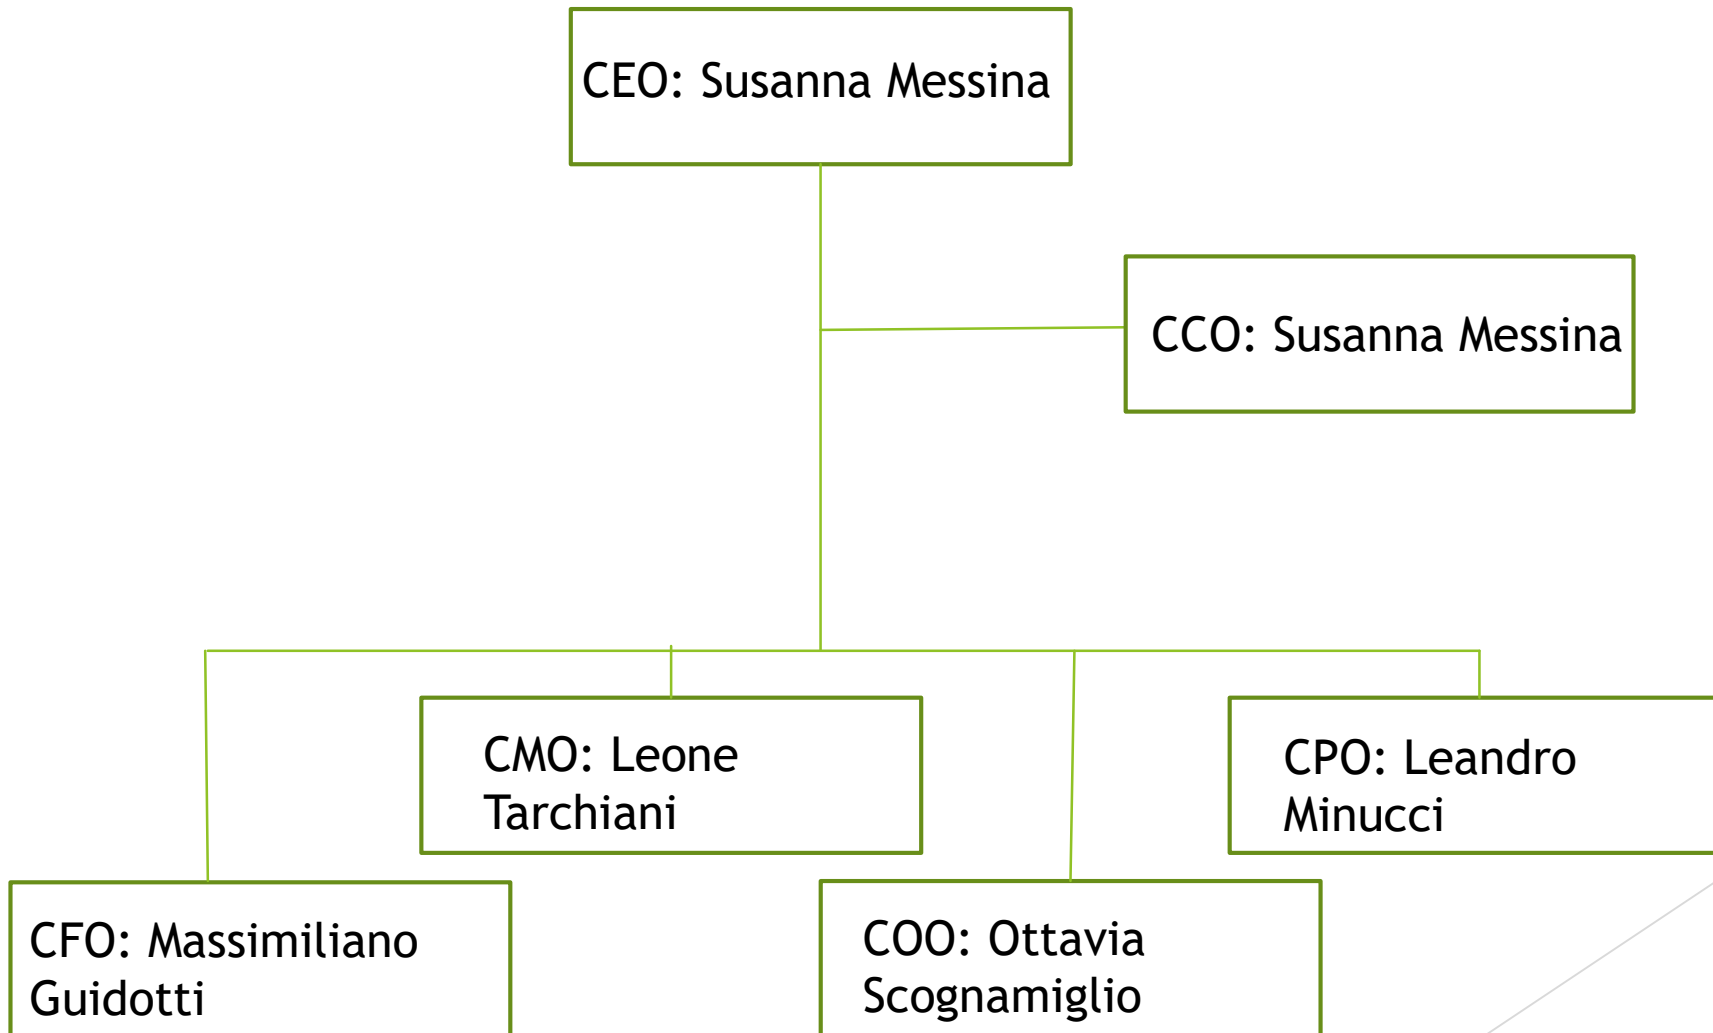 CEO: Susanna Messina
CCO: Susanna Messina
CMO: Leone
Tarchiani
CPO: Leandro
Minucci
CFO: Massimiliano
Guidotti
COO: Ottavia
Scognamiglio